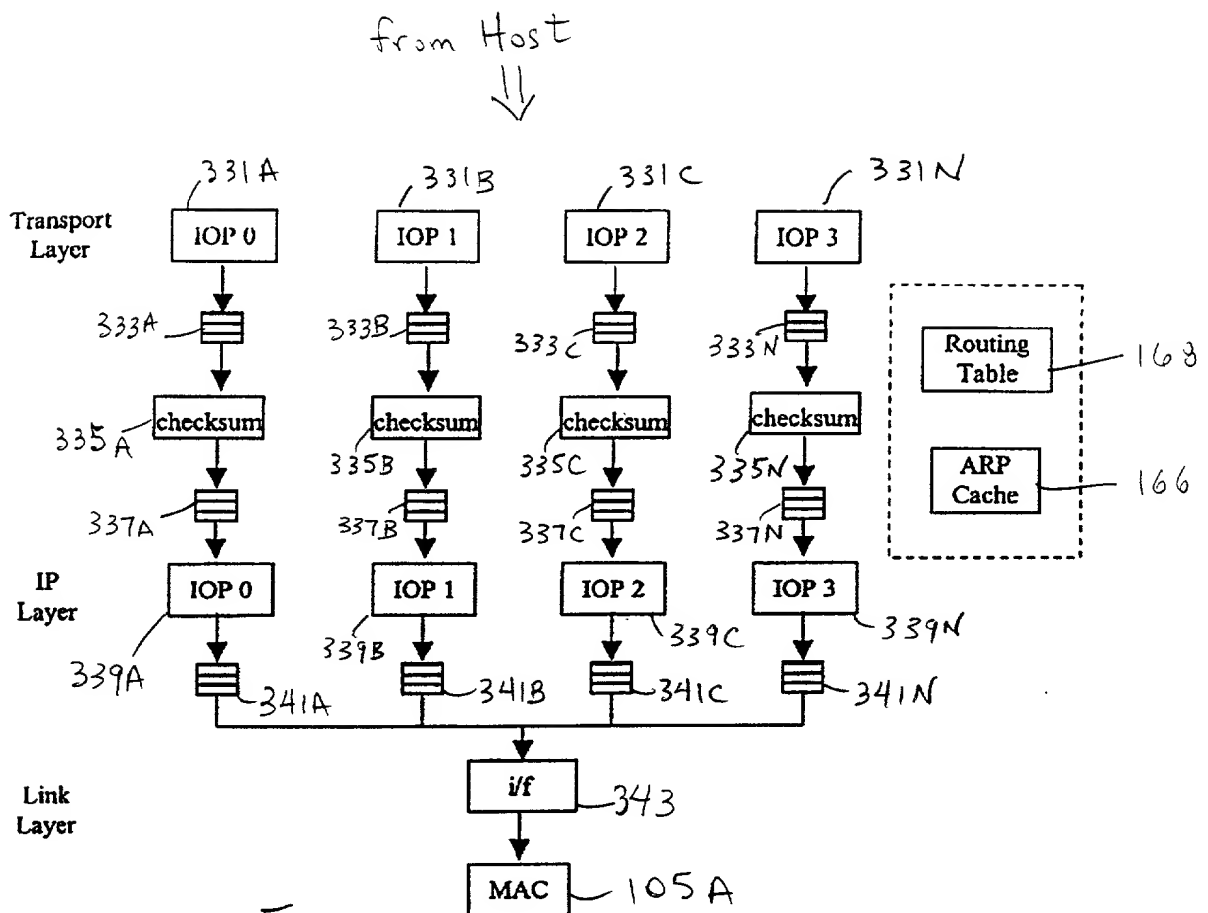 from Host
331A
331B
331C
331N
Transport
Layer
IOP 0
IOP 1
IOP 2
IOP 3
333A
333B
333C
333N
Routing
Table
168
checksum
checksum
checksum
checksum
335A
335B
335C
335N
ARP
Cache
166
337A
337B
337C
337N
IP
Layer
IOP 0
IOP 1
IOP 2
IOP 3
339A
339B
339C
339N
341A
341B
341C
341N
Link
Layer
i/f
343
MAC
105A